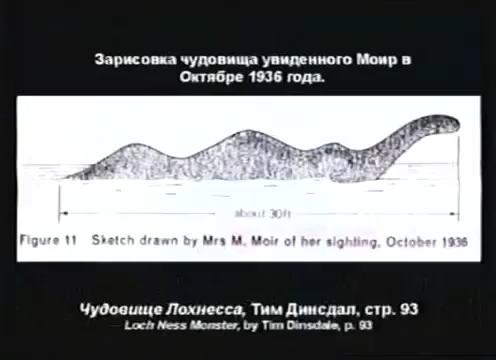 Зарисовка чудовища увиденного Моир в
Октябре 1936 года.
about 30ft
Figure 11 Sketch drawn by Mrs M. Moir of her sighting, October 1936
Чудовище Лохнесса, Тим Динсдал, стр. 93
Loch Ness Monster, by Tim Dinsdale, p. 93